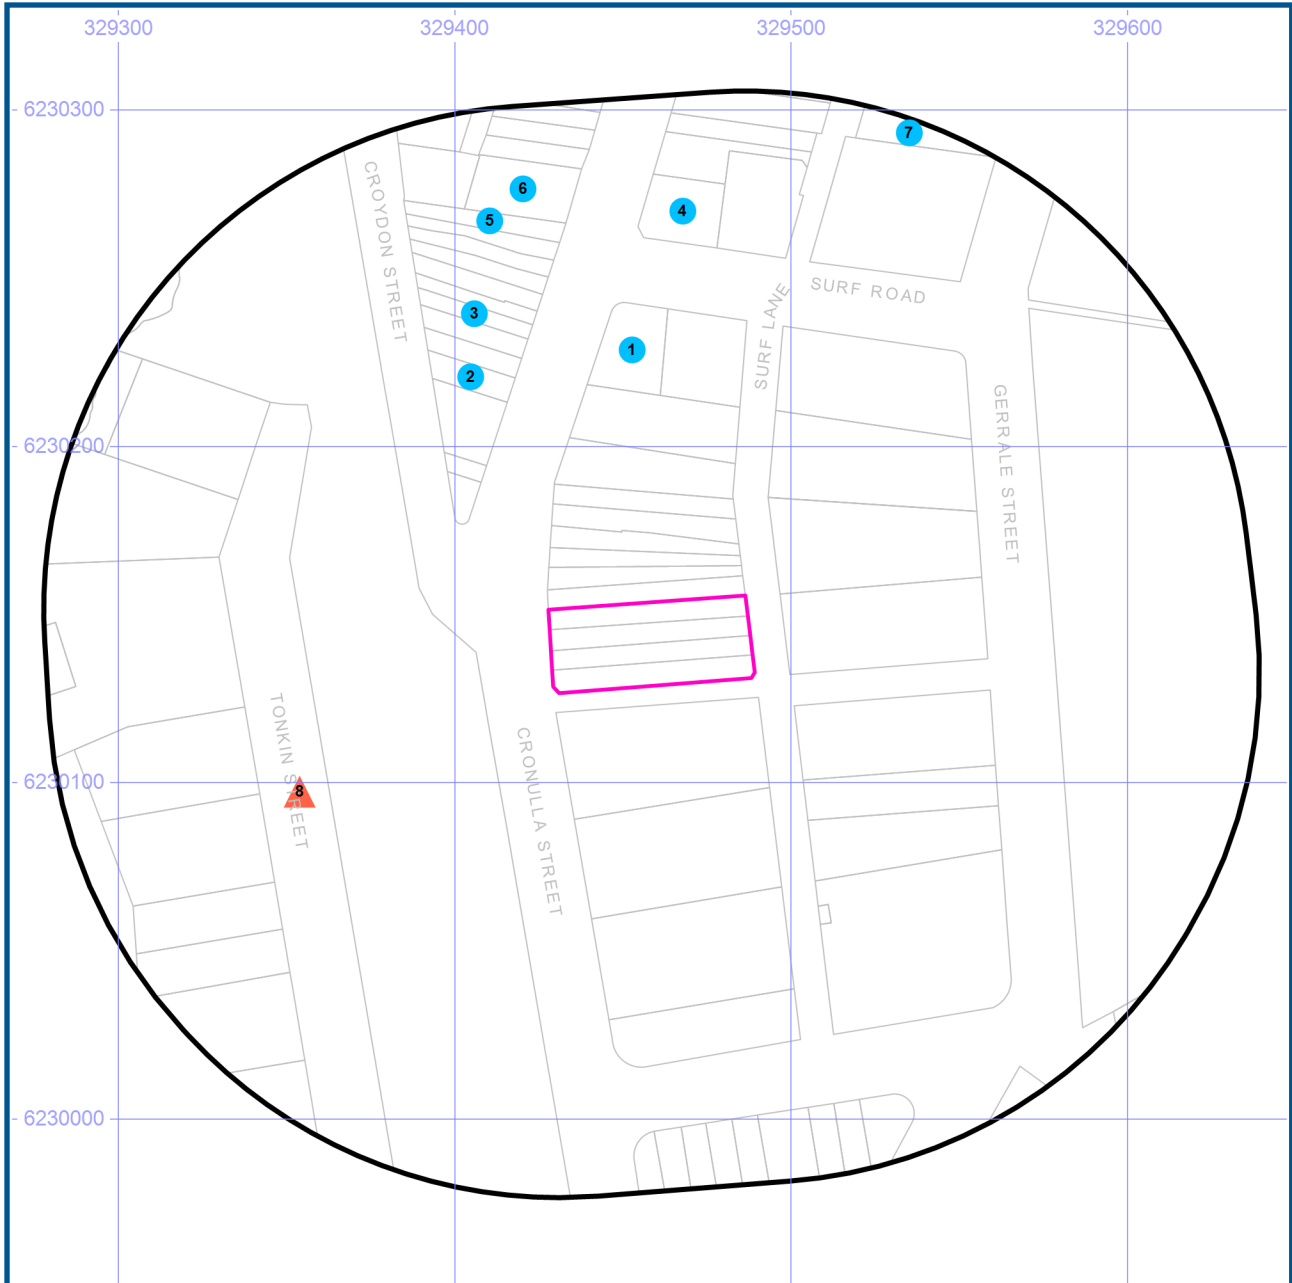 329300 329400 329500 329600
6230300
7
CROYDON STREET
6
4
5
SURF ROAD
SURF LANE
3
1
2
GERRALE STREET
6230200
TONKIN STREET
CRONULLA STREET
6230100
8
6230000